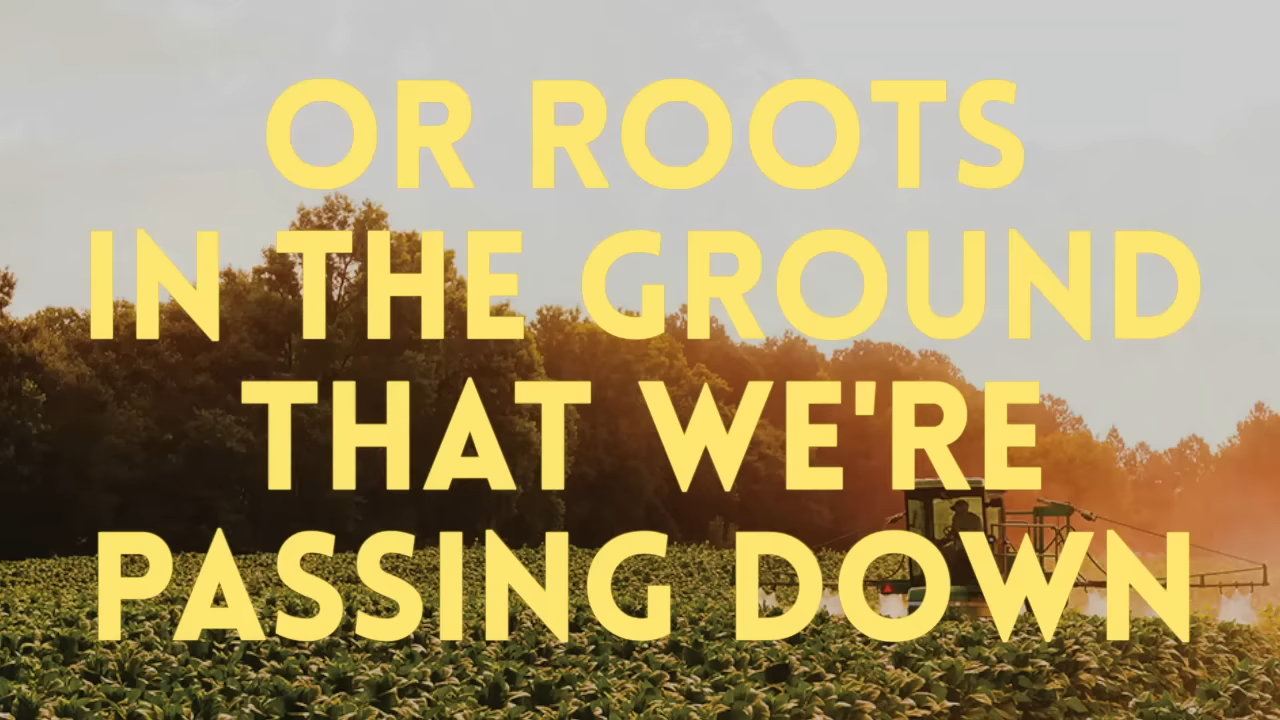 OR ROOTS
IN THE GROUND
THAT WE'RE
PASSING DOWN